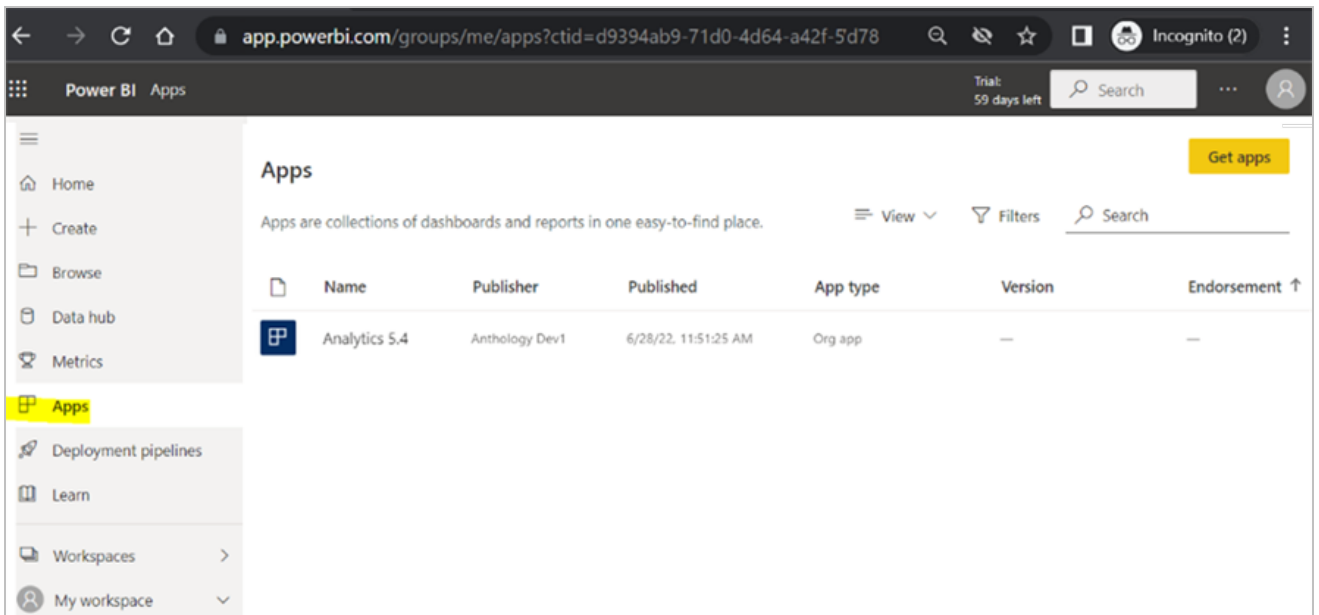 app.powerbi.com/groups/me/apps?ctid=d9394ab9-71d0-4d64-a42f-5d78
Incognito (2)
Power BI Apps
Trial:
59 days left
Search
Get apps
Apps
Apps are collections of dashboards and reports in one easy-to-find place.
View
Filters
Search
Name Publisher Published App type Version Endorsement
Analytics 5.4 Anthology Dev1 6/28/22, 11:51:25 AM Org app — —
Home
Create
Browse
Data hub
Metrics
Apps
Deployment pipelines
Learn
Workspaces
My workspace